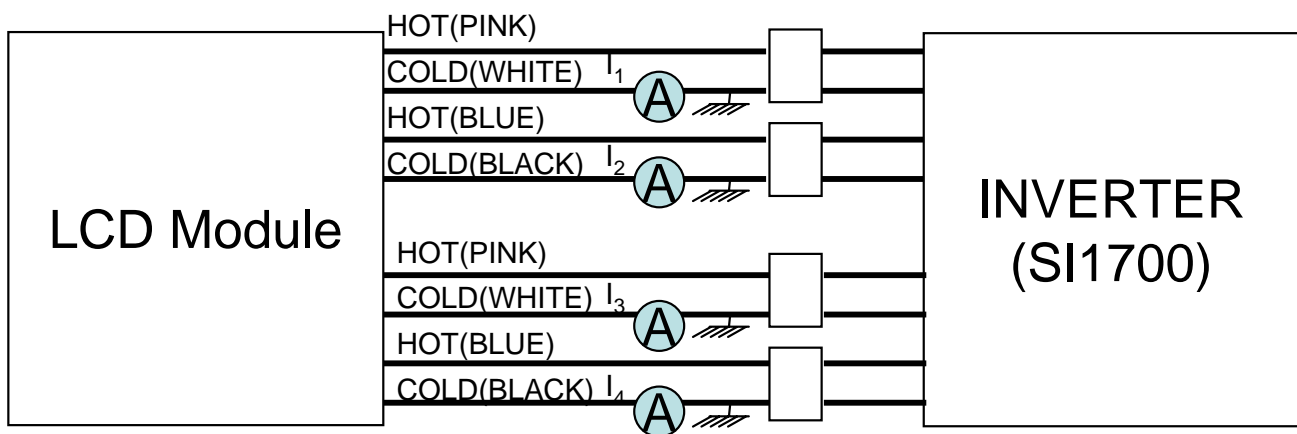 HOT(PINK)
COLD(WHITE) I₁
A
HOT(BLUE)
COLD(BLACK) I₂
A
LCD Module
INVERTER
(SI1700)
HOT(PINK)
COLD(WHITE) I₃
A
HOT(BLUE)
COLD(BLACK) I₄
A